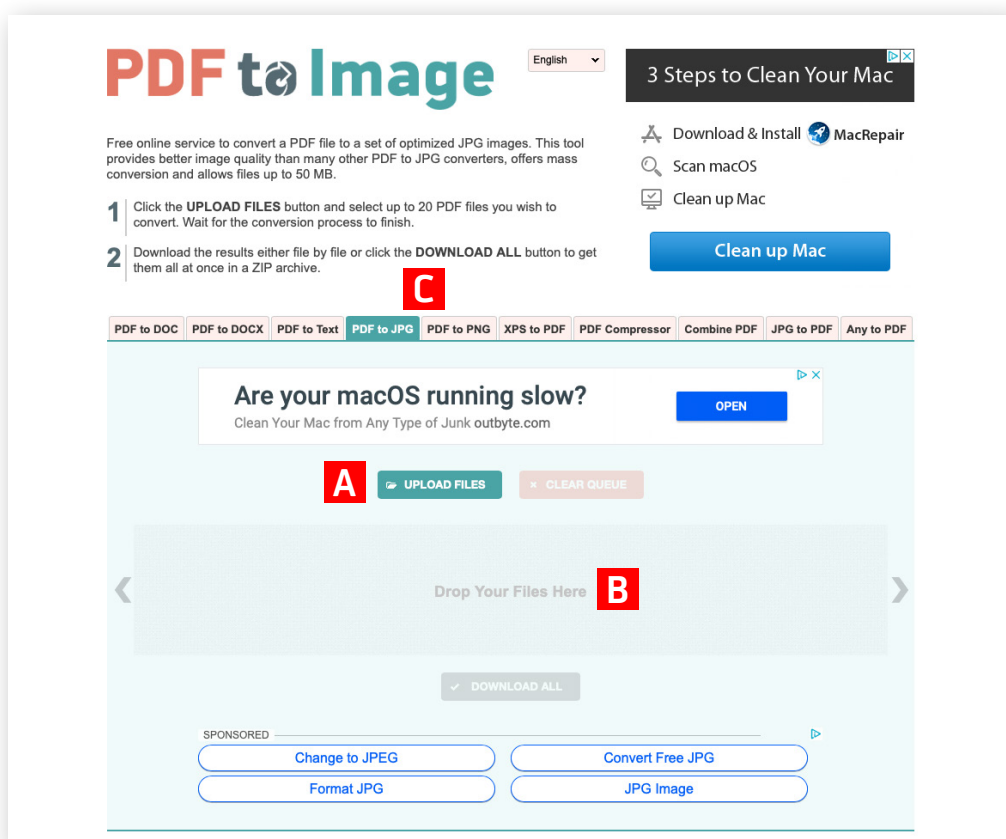 PDF to Image
English
3 Steps to Clean Your Mac
Download & Install MacRepair
Scan macOS
Clean up Mac
Clean up Mac
Free online service to convert a PDF file to a set of optimized JPG images. This tool
provides better image quality than many other PDF to JPG converters, offers mass
conversion and allows files up to 50 MB.
1 Click the UPLOAD FILES button and select up to 20 PDF files you wish to
convert. Wait for the conversion process to finish.
2 Download the results either file by file or click the DOWNLOAD ALL button to get
them all at once in a ZIP archive.
C
PDF to DOC PDF to DOCX PDF to Text PDF to JPG PDF to PNG XPS to PDF PDF Compressor Combine PDF JPG to PDF Any to PDF
Are your macOS running slow?
Clean Your Mac from Any Type of Junk outbyte.com
OPEN
A UPLOAD FILES CLEAR QUEUE
Drop Your Files Here B
DOWNLOAD ALL
SPONSORED
Change to JPEG Convert Free JPG
Format JPG JPG Image